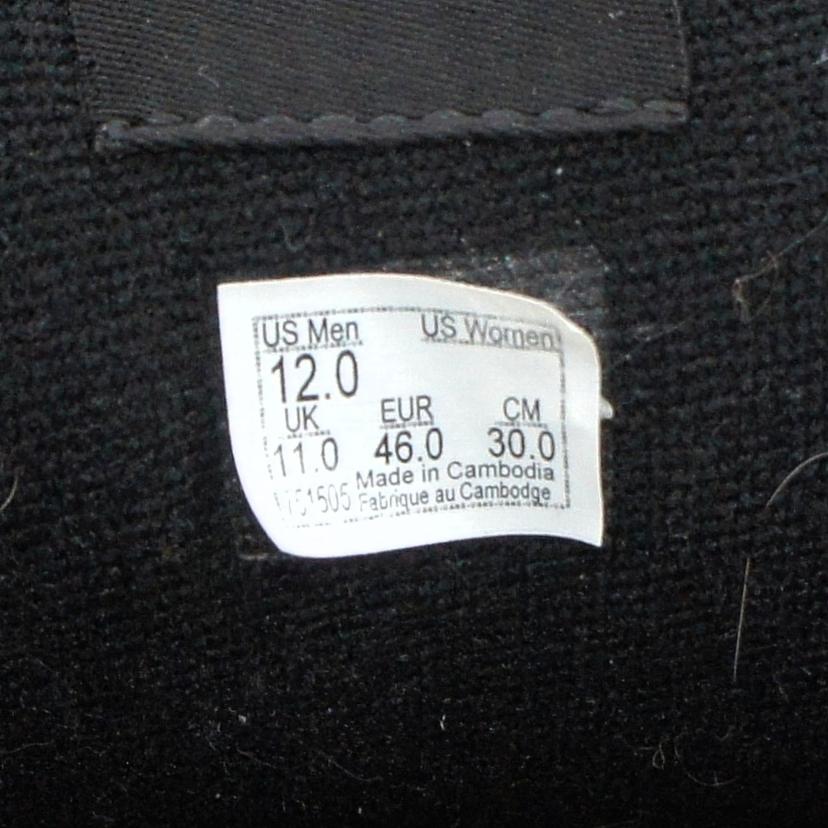 US Men US Women
12.0
UK EUR CM
11.0 46.0 30.0
Made in Cambodia
Fabrique au Cambodge